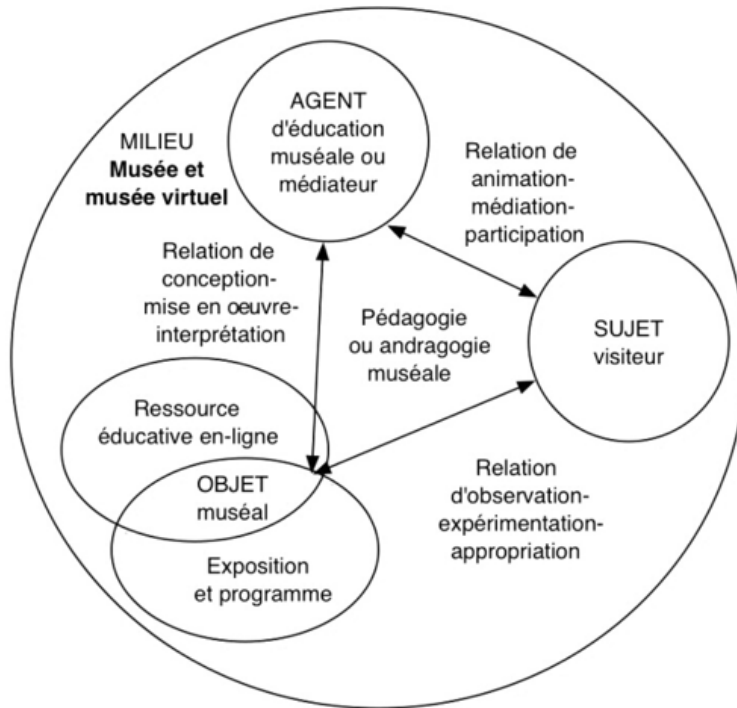 AGENT
d'éducation
muséale ou
médiateur
MILIEU
Musée et
musée virtuel
Relation de
animation-
médiation-
participation
Relation de
conception-
mise en oeuvre-
interprétation
Pédagogie
ou andragogie
muséale
SUJET
visiteur
Ressource
éducative en-ligne
OBJET
muséal
Exposition
et programme
Relation
d'observation-
expérimentation-
appropriation